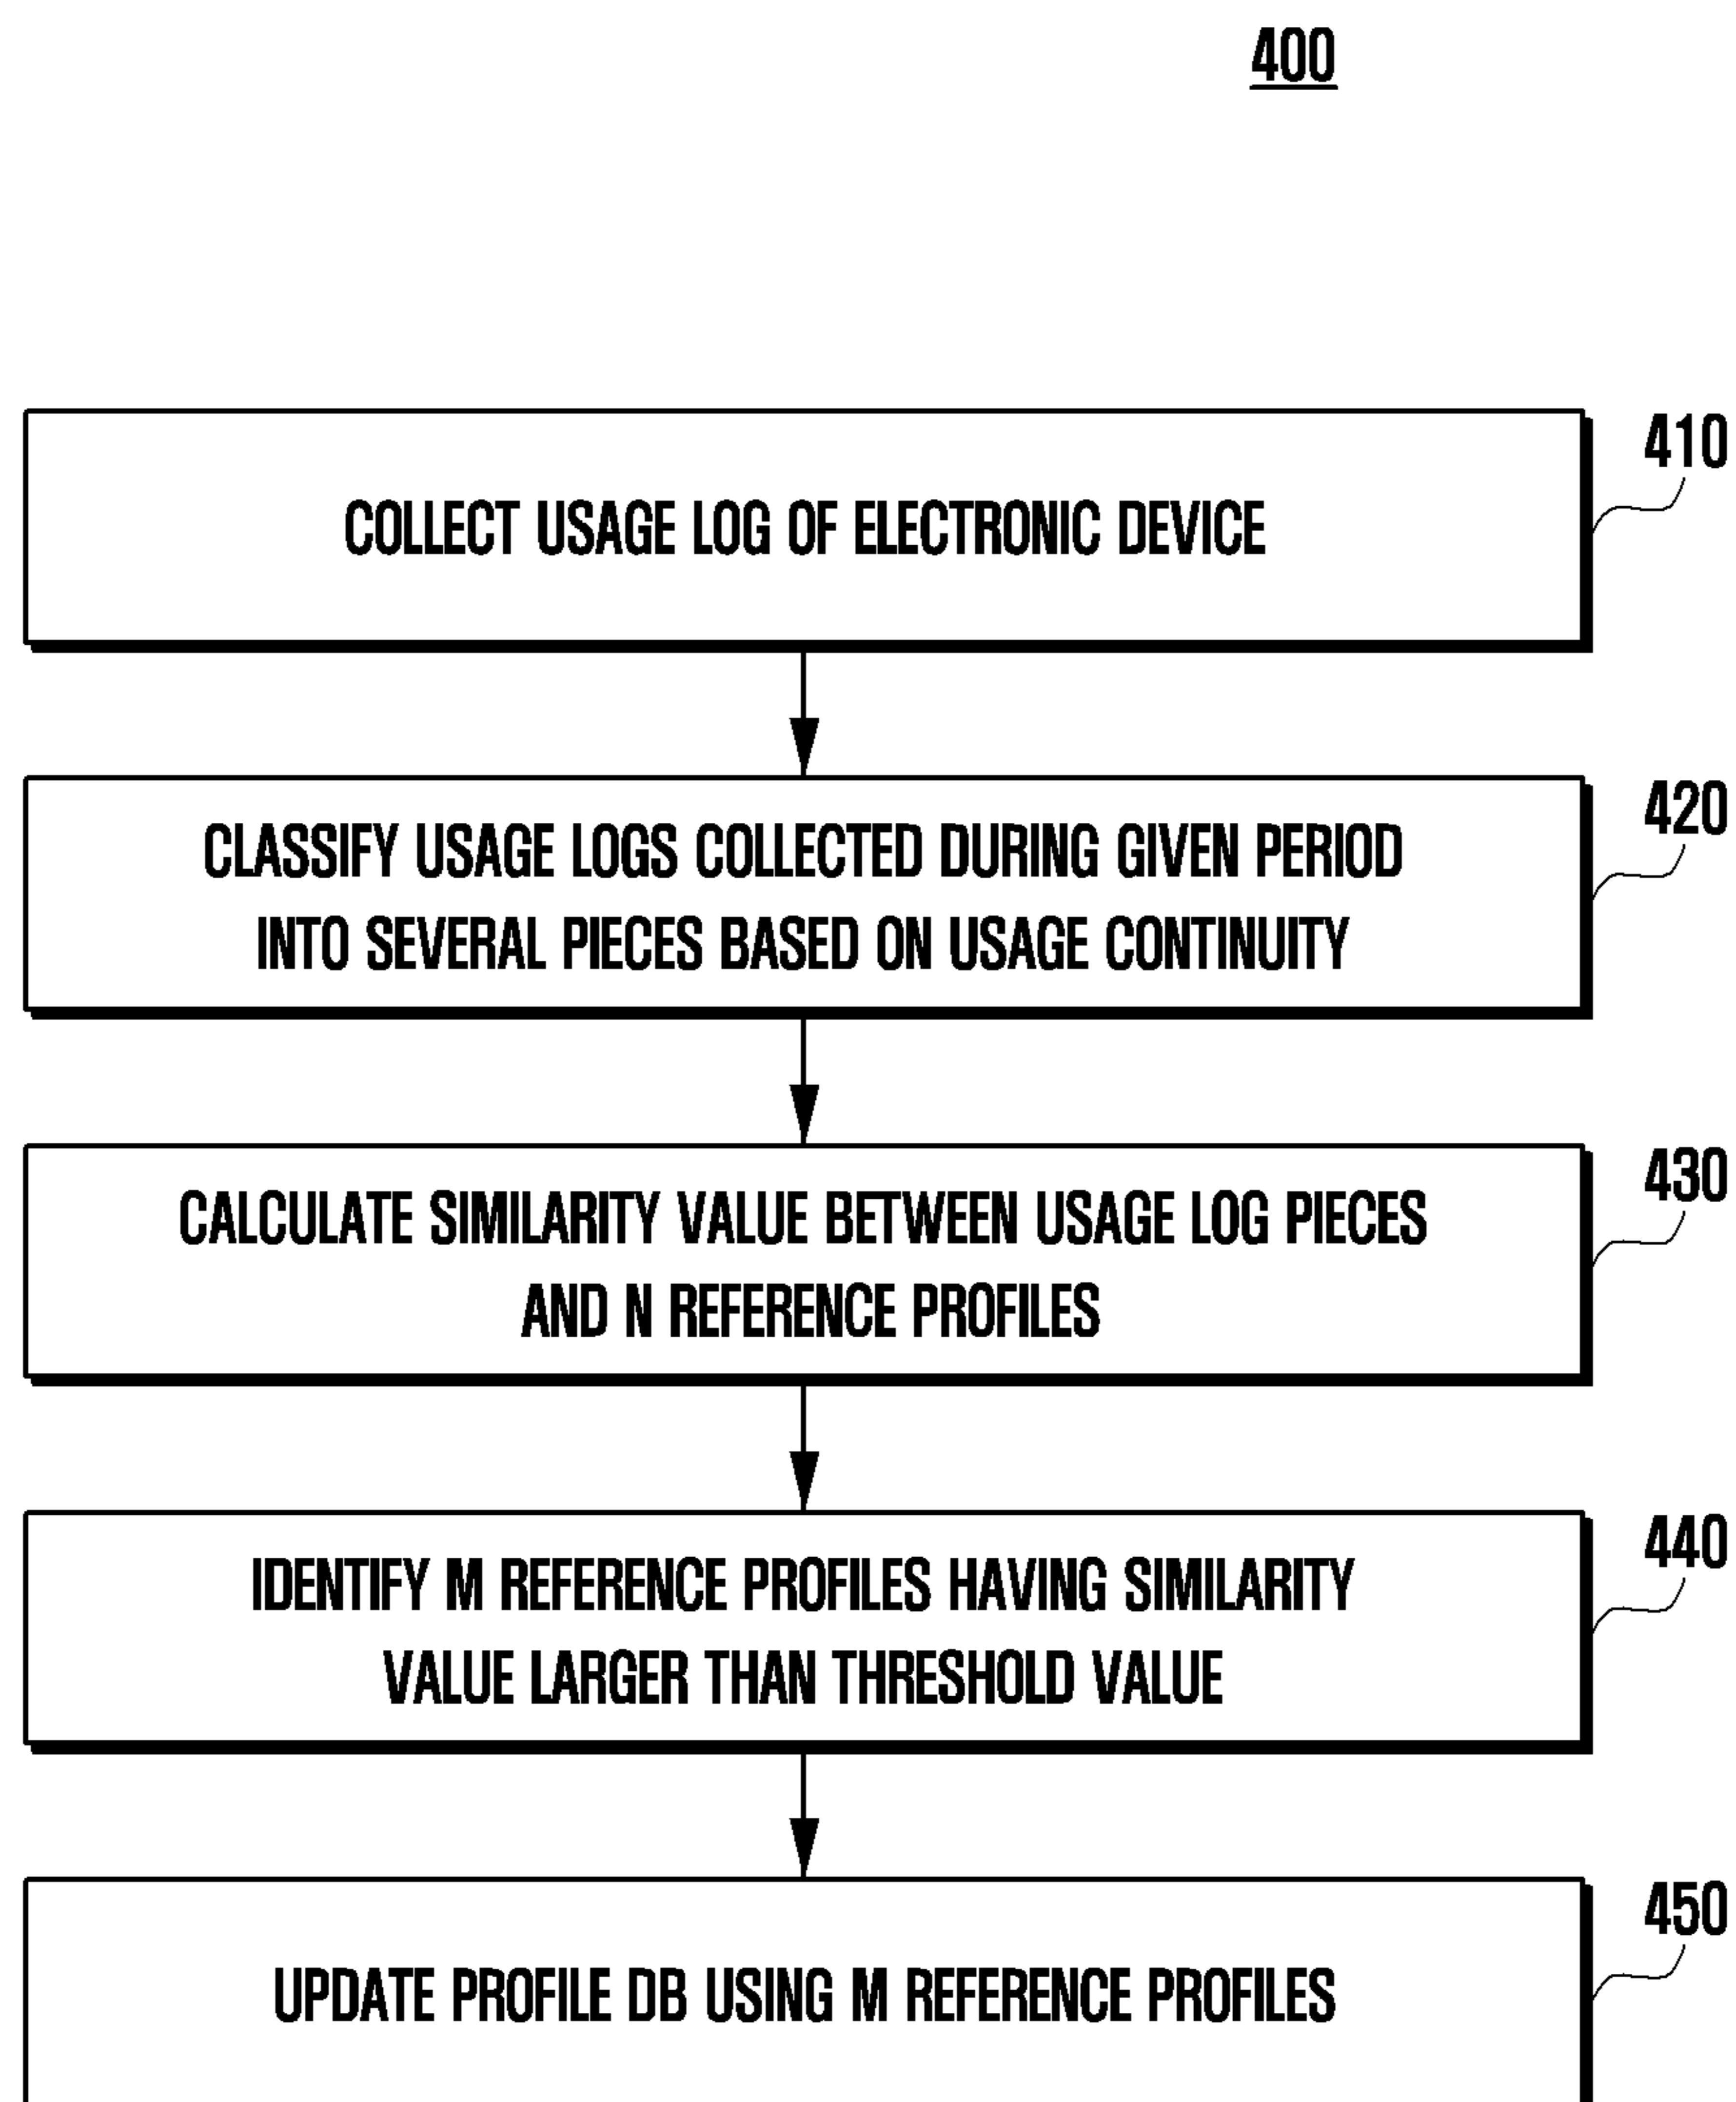 400
410
COLLECT USAGE LOG OF ELECTRONIC DEVICE
420
CLASSIFY USAGE LOGS COLLECTED DURING GIVEN PERIOD
INTO SEVERAL PIECES BASED ON USAGE CONTINUITY
430
CALCULATE SIMILARITY VALUE BETWEEN USAGE LOG PIECES
AND N REFERENCE PROFILES
440
IDENTIFY M REFERENCE PROFILES HAVING SIMILARITY
VALUE LARGER THAN THRESHOLD VALUE
450
UPDATE PROFILE DB USING M REFERENCE PROFILES